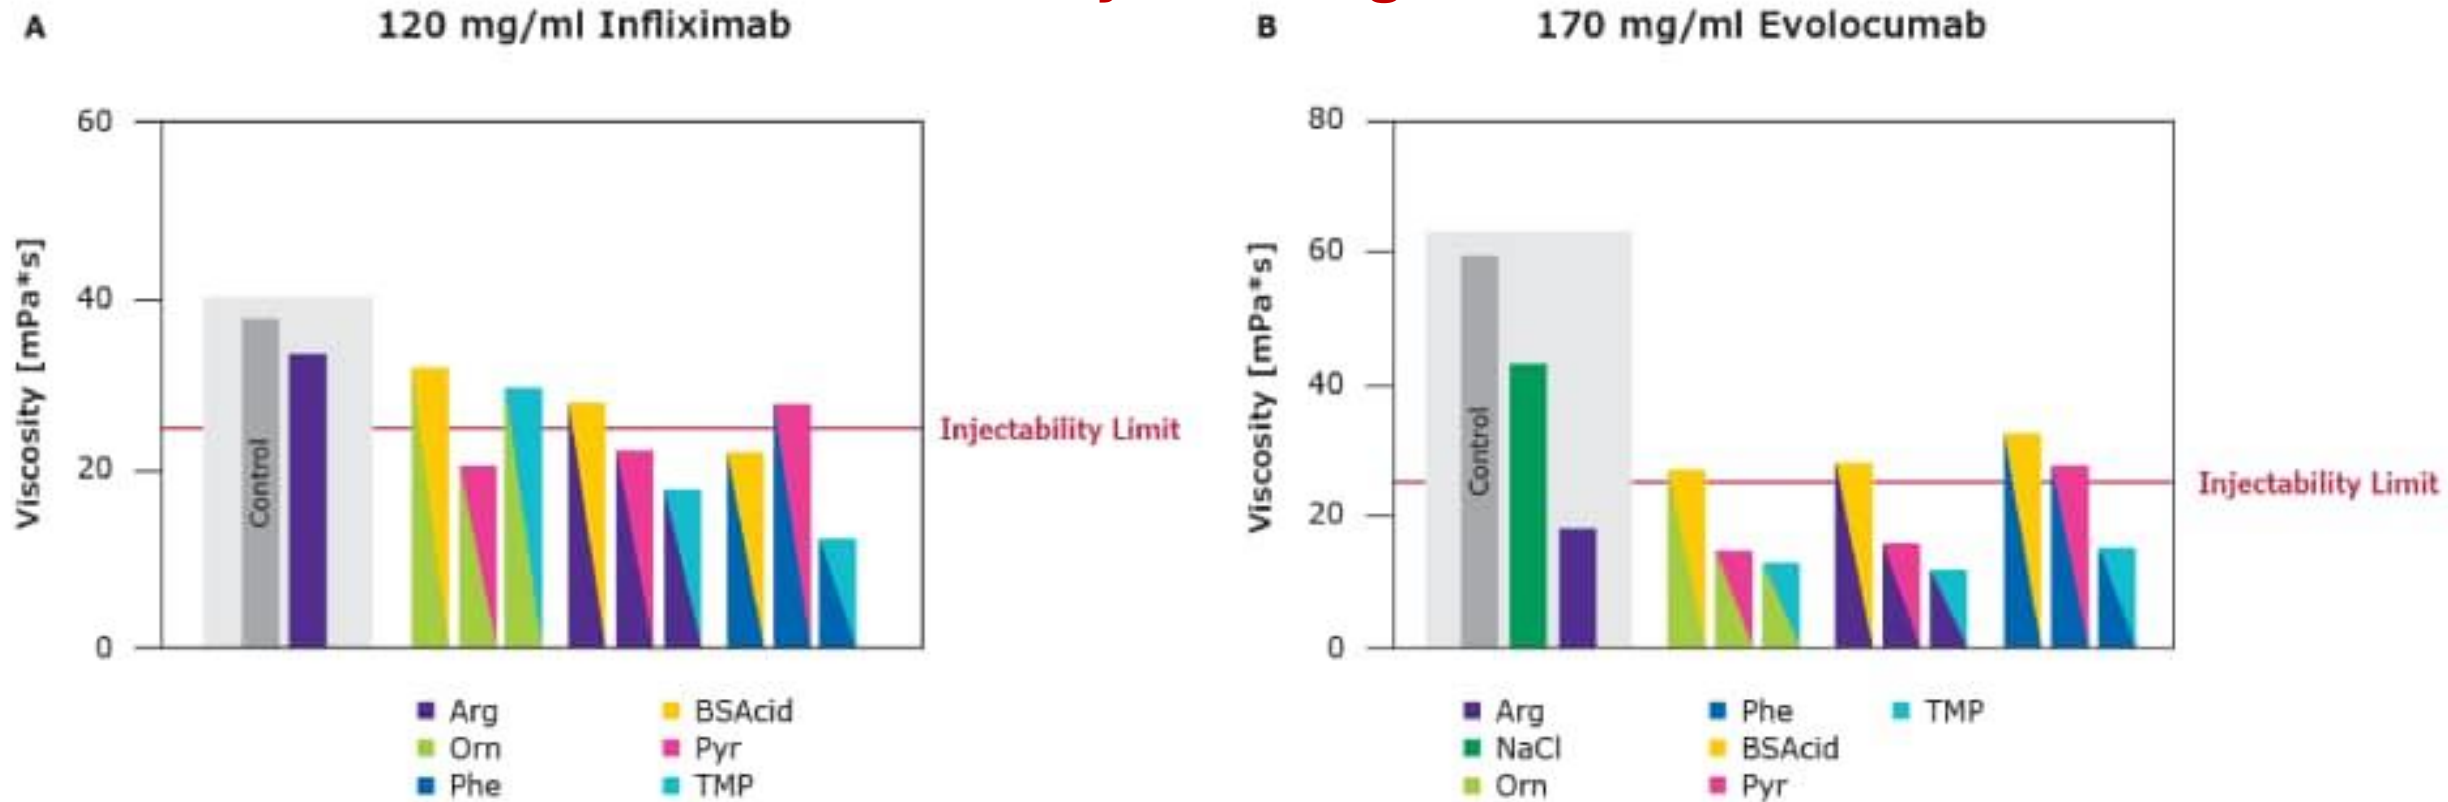 A 120 mg/ml Infliximab
Viscosity [mPa*s]
60
40
20
0
Control
Injectability Limit
Arg
Orn
Phe
BSAcid
Pyr
TMP
B 170 mg/ml Evolocumab
Viscosity [mPa*s]
80
60
40
20
0
Control
Injectability Limit
Arg
NaCl
Orn
Phe
BSAcid
Pyr
TMP